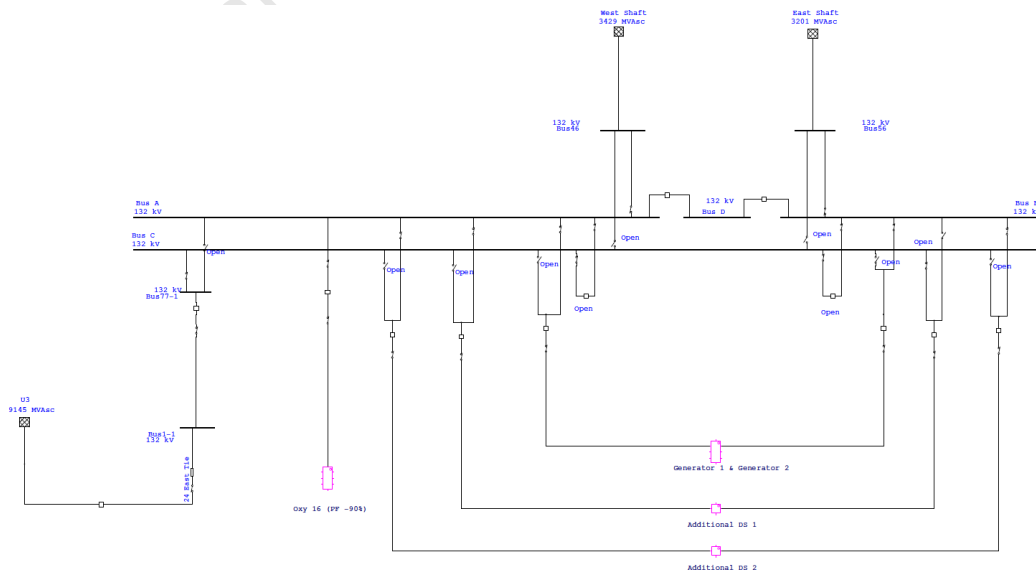 West Shaft
3429 MVAsc
East Shaft
3201 MVAsc
132 kV
Bus46
132 kV
Bus56
Bus A
132 kV
132 kV
Bus D
Bus
132 k
Bus C
132 kV
Open
Open
Open
Open
Open
Open
Open
Open
Open
Open
132 kV
Bus77-1
Open
Open
U3
9145 MVAsc
Bus1-1
132 kV
24 East Tie
Generator 1 & Generator 2
Oxy 16 (PF -90%)
Additional DS 1
Additional DS 2